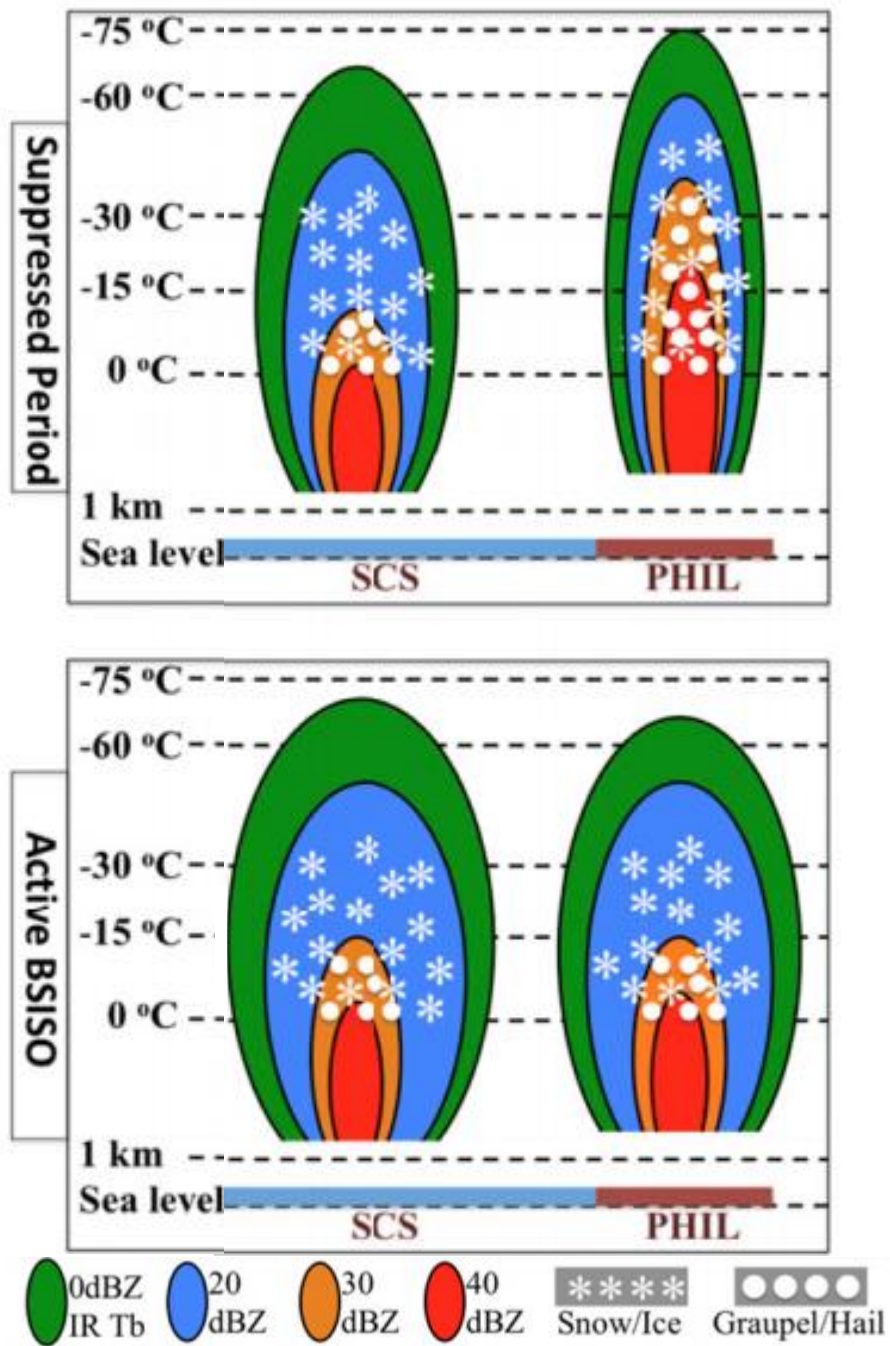 Suppressed Period
-75 ºC
-60 ºC
-30 ºC
-15 ºC
0 ºC
1 km
Sea level
SCS PHIL
Active BSISO
-75 ºC
-60 ºC
-30 ºC
-15 ºC
0 ºC
1 km
Sea level
SCS PHIL
0dBZ
IR Tb
20
dBZ
30
dBZ
40
dBZ
Snow/Ice
Graupel/Hail